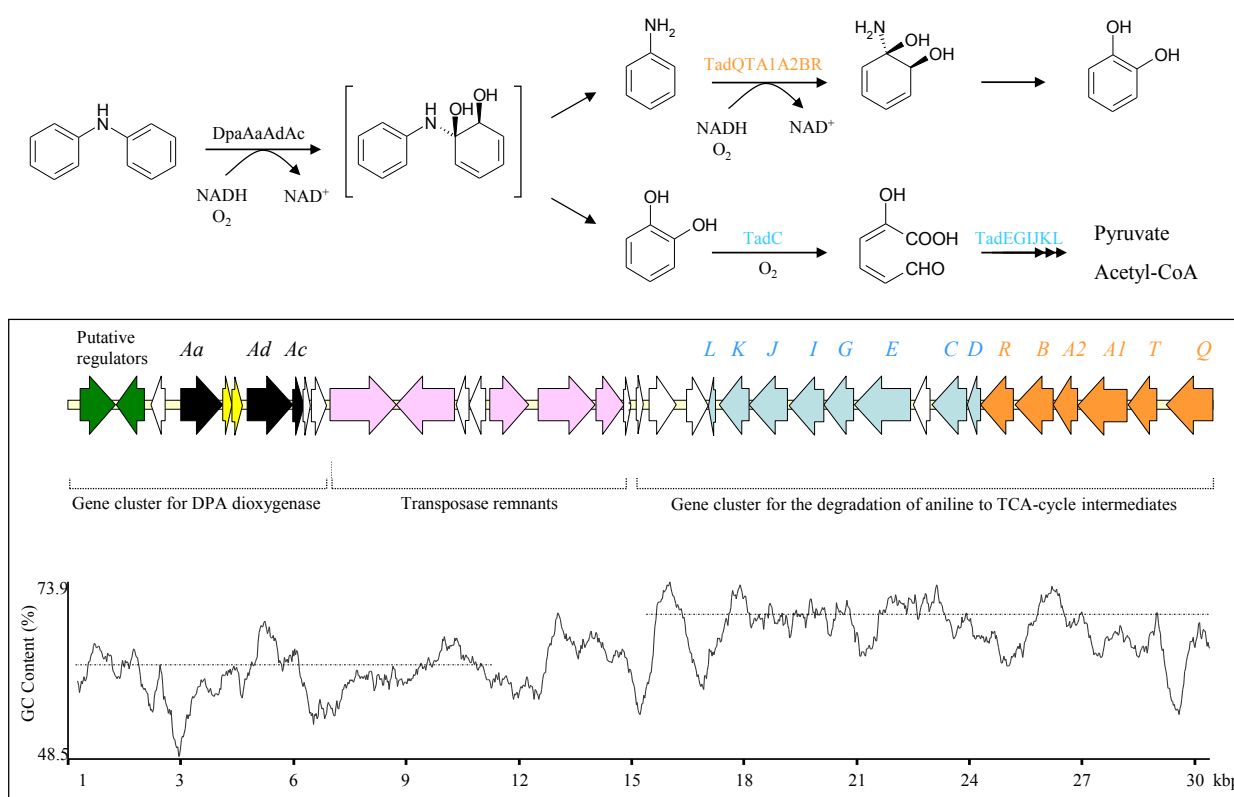 NH2
H2N
OH
OH
OH
OH
TadQTA1A2BR
NADH
O2
NAD+
H
N
DpaAaAdAc
NADH
O2
NAD+
H
N
OH
OH
OH
OH
TadC
O2
OH
COOH
CHO
TadEGIJKL
Pyruvate
Acetyl-CoA
Putative
regulators
Aa Ad Ac L K J I G E C D R B A2 A1 T Q
Gene cluster for DPA dioxygenase
Transposase remnants
Gene cluster for the degradation of aniline to TCA-cycle intermediates
GC Content (%)
73.9
48.5
1 3 6 9 12 15 18 21 24 27 30 kbp